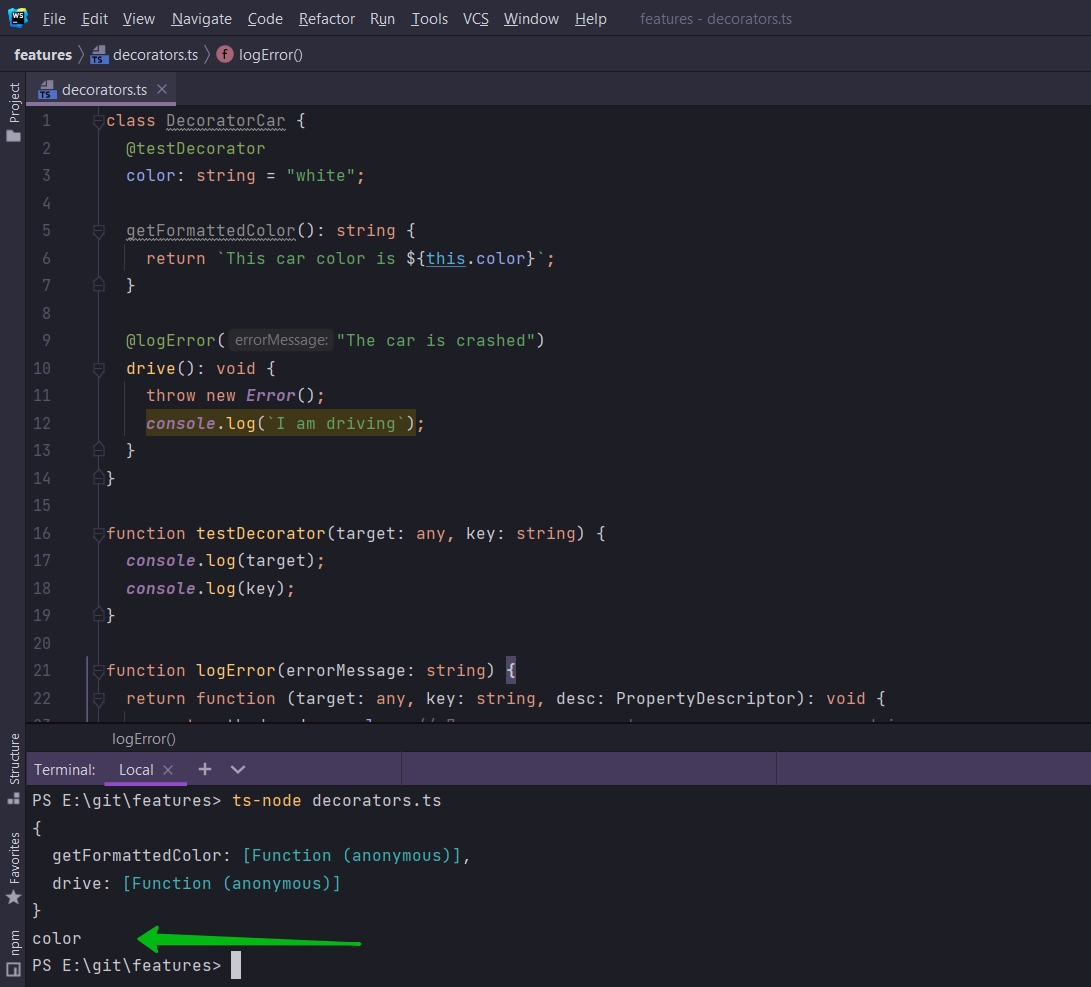 WS File Edit View Navigate Code Refactor Run Tools VCS Window Help features - decorators.ts
features TS decorators.ts f logError()
Project
TS decorators.ts
1 class DecoratorCar {
2 @testDecorator
3 color: string = "white";
4
5 getFormattedColor(): string {
6 return `This car color is ${this.color}`;
7 }
8
9 @logError( errorMessage: "The car is crashed")
10 drive(): void {
11 throw new Error();
12 console.log(`I am driving`);
13 }
14 }
15
16 function testDecorator(target: any, key: string) {
17 console.log(target);
18 console.log(key);
19 }
20
21 function logError(errorMessage: string) {
22 return function (target: any, key: string, desc: PropertyDescriptor): void {
logError()
Structure
Favorites
npm
Terminal: Local
PS E:\git\features> ts-node decorators.ts
{
getFormattedColor: [Function (anonymous)],
drive: [Function (anonymous)]
}
color
PS E:\git\features>